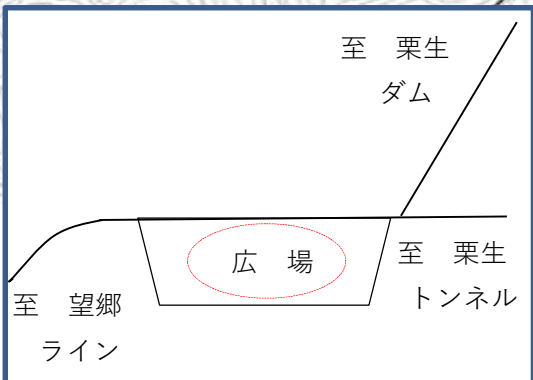 至　栗生
ダム
広　場
至　栗生
トンネル
至　望郷
ライン